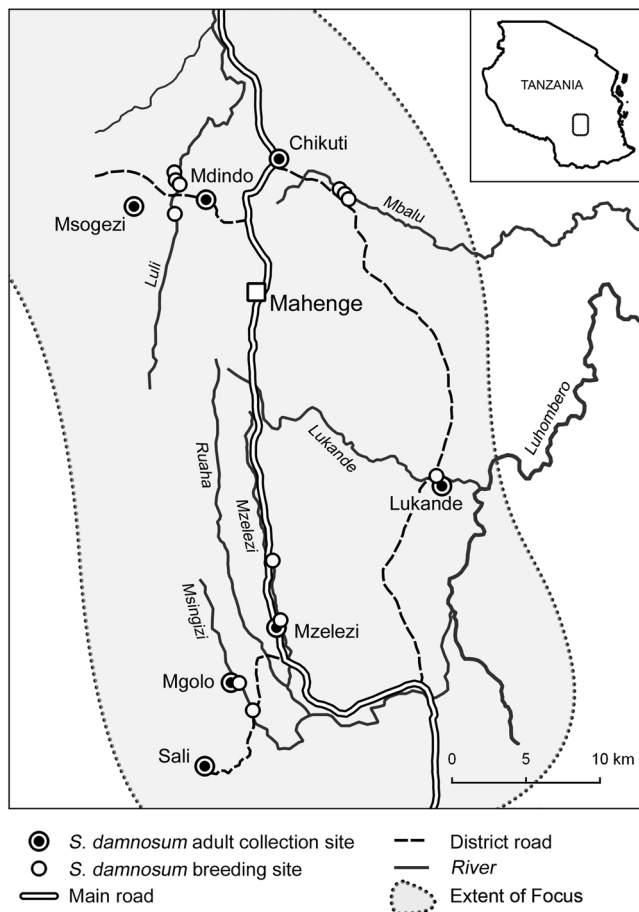 TANZANIA
Chikuti
Mdindo
Msogezi
Mbalu
Luli
Mahenge
Luhombero
Lukande
Ruaha
Mzelezi
Lukande
Msingizi
Mzelezi
Mgolo
Sali
0 5 10 km
S. damnosum adult collection site
S. damnosum breeding site
Main road
District road
River
Extent of Focus